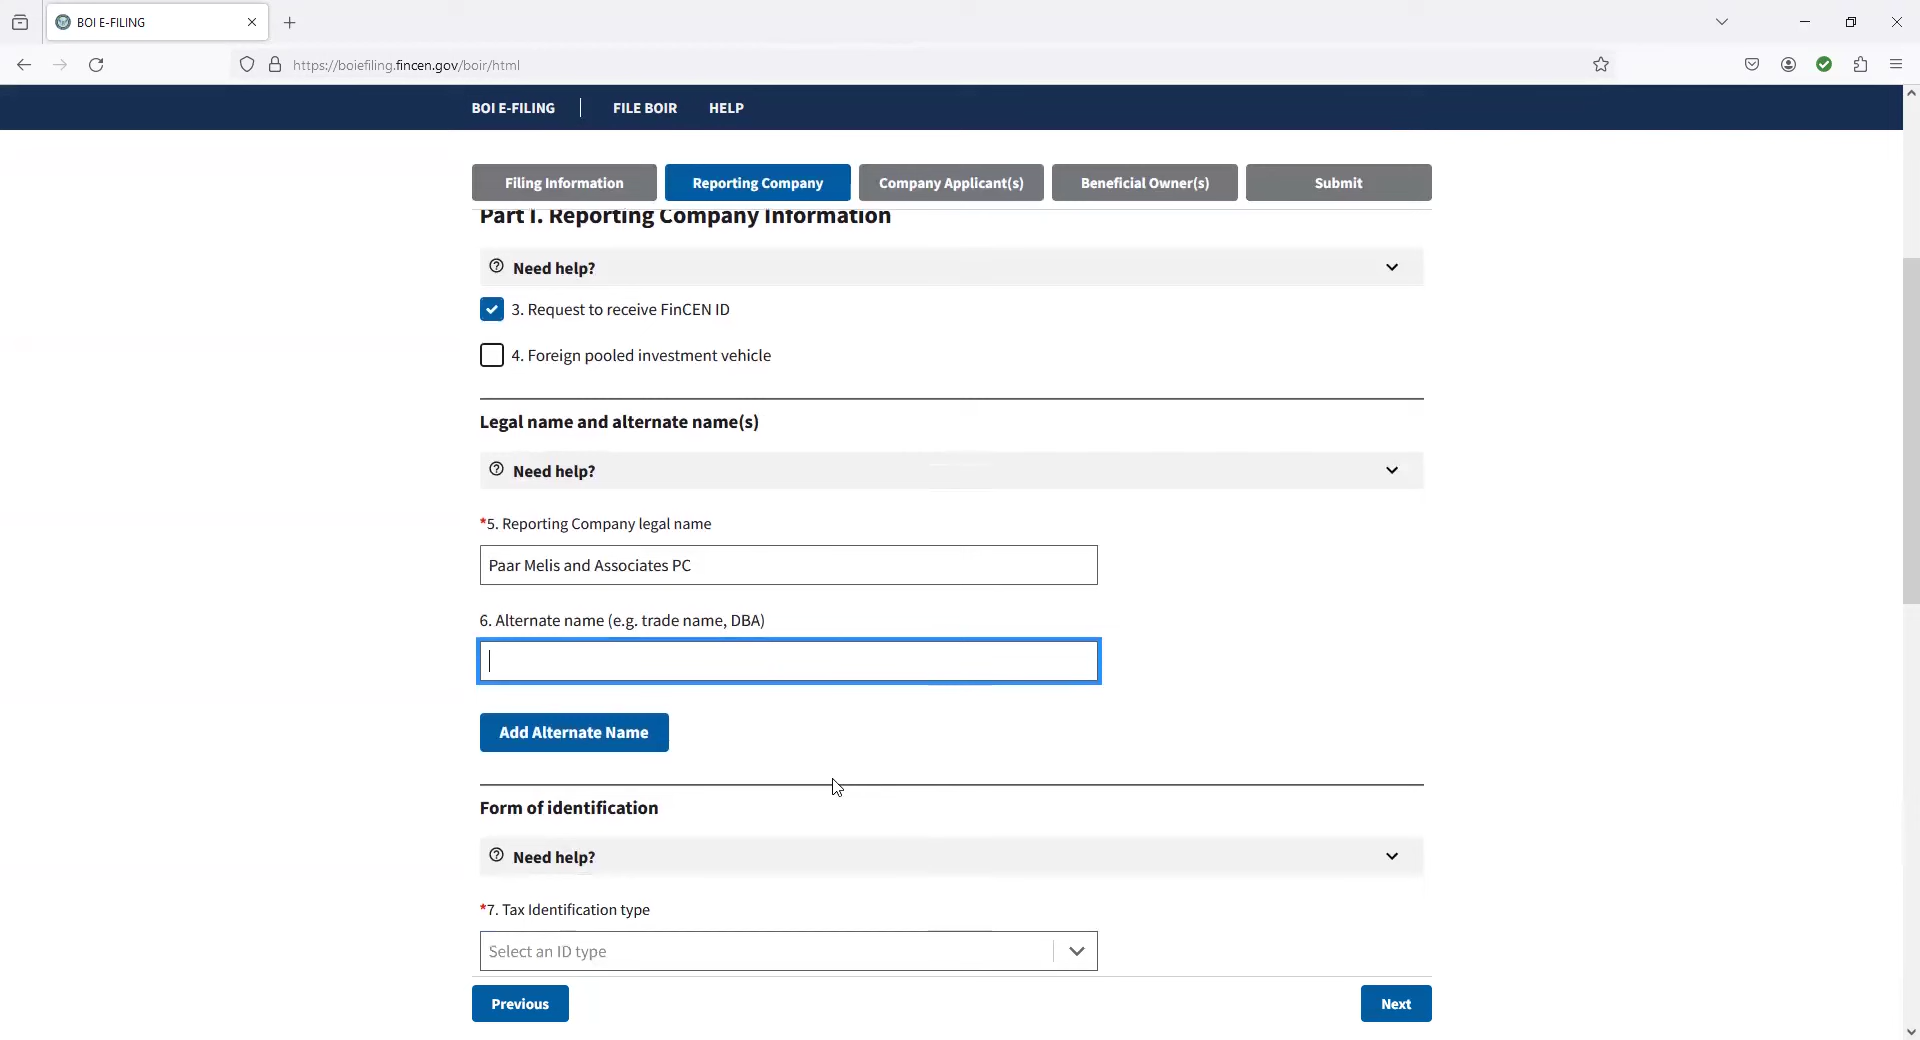 BOI E-FILING
https://boiefiling.fincen.gov/boir/html
BOI E-FILING FILE BOIR HELP
Filing Information Reporting Company Company Applicant(s) Beneficial Owner(s) Submit
Part I. Reporting Company Information
Need help?
3. Request to receive FinCEN ID
4. Foreign pooled investment vehicle
Legal name and alternate name(s)
Need help?
*5. Reporting Company legal name
Paar Melis and Associates PC
6. Alternate name (e.g. trade name, DBA)
Add Alternate Name
Form of identification
Need help?
*7. Tax Identification type
Select an ID type
Previous Next